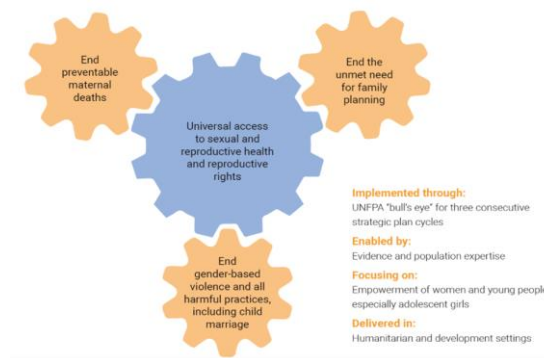 End
preventable
maternal
deaths
End the
unmet need
for family
planning
Universal access
to sexual and
reproductive health
and reproductive
rights
End
gender-based
violence and all
harmful practices,
including child
marriage
Implemented through:
UNFPA "bull's eye" for three consecutive
strategic plan cycles
Enabled by:
Evidence and population expertise
Focusing on:
Empowerment of women and young people
especially adolescent girls
Delivered in:
Humanitarian and development settings